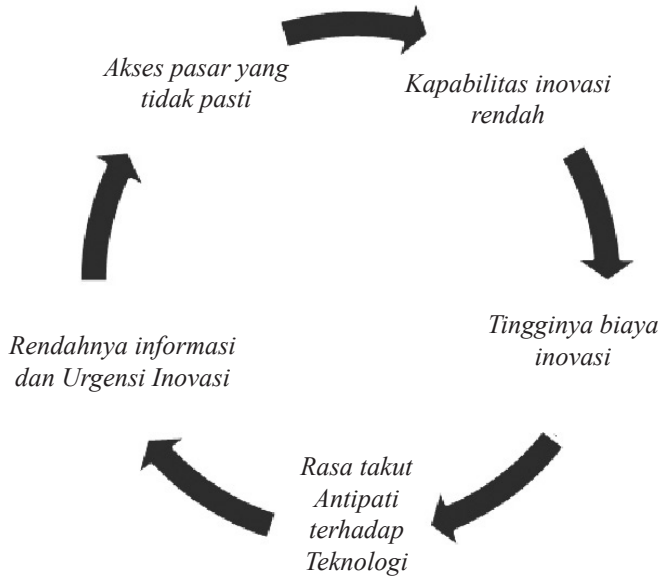 Akses pasar yang
tidak pasti
Kapabilitas inovasi
rendah
Tingginya biaya
inovasi
Rasa takut
Antipati
terhadap
Teknologi
Rendahnya informasi
dan Urgensi Inovasi